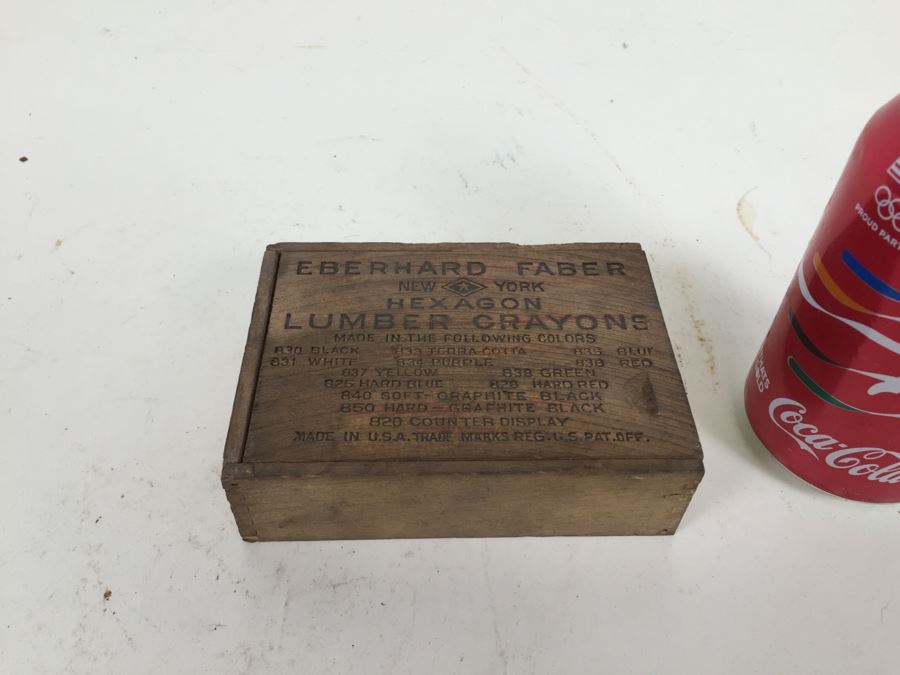 EBERHARD FABER
NEW YORK
HEXAGON
LUMBER CRAYONS
MADE IN THE FOLLOWING COLORS
830 BLACK 833 TERRA COTTA 835 BLUE
831 WHITE 834 PURPLE 836 RED
837 YELLOW 838 GREEN
825 HARD BLUE 826 HARD RED
840 SOFT-GRAPHITE BLACK
850 HARD-GRAPHITE BLACK
820 COUNTER DISPLAY
MADE IN U.S.A. TRADE MARKS REG. U.S. PAT. OFF.
PROUD
Coca-Cola